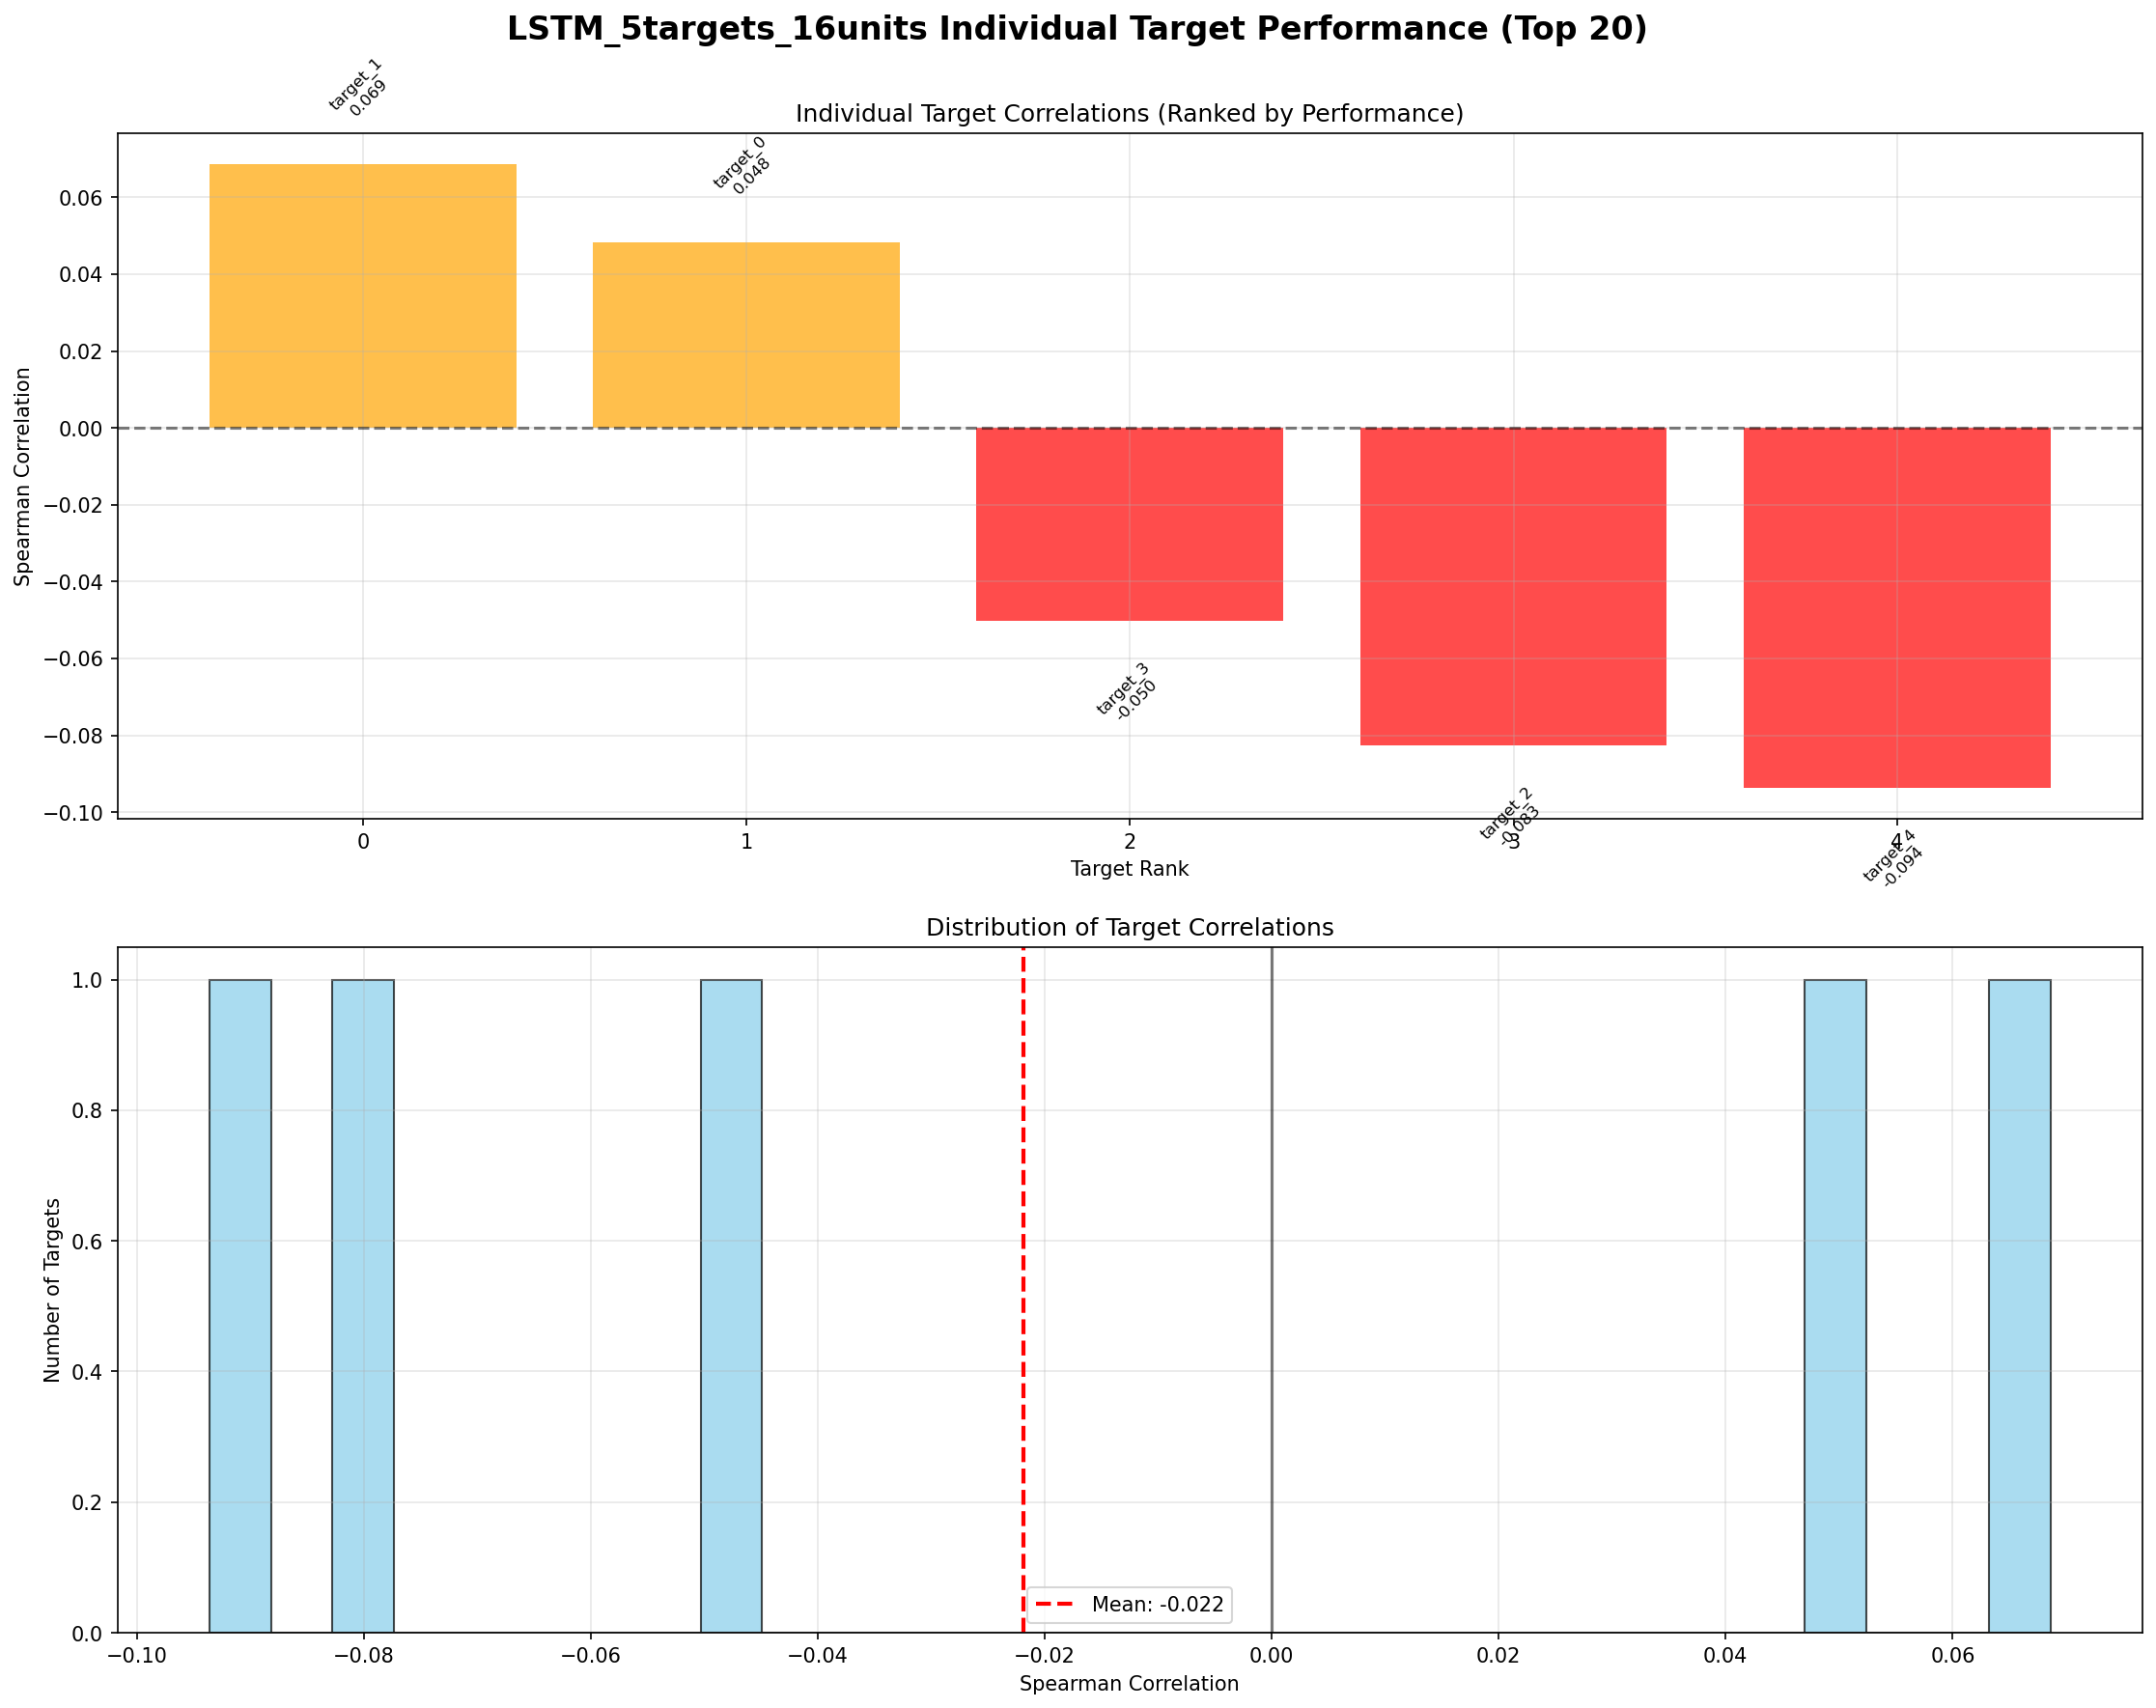 LSTM_5targets_16units Individual Target Performance (Top 20)
target_1
0.069
Individual Target Correlations (Ranked by Performance)
target_0
0.048
0.06
0.04
0.02
0.00
−0.02
−0.04
−0.06
−0.08
−0.10
Spearman Correlation
target_3
-0.050
target_2
-0.083
target_4
-0.094
0 1 2 3 4
Target Rank
Distribution of Target Correlations
1.0
0.8
0.6
0.4
0.2
0.0
Number of Targets
Mean: -0.022
−0.10 −0.08 −0.06 −0.04 −0.02 0.00 0.02 0.04 0.06
Spearman Correlation